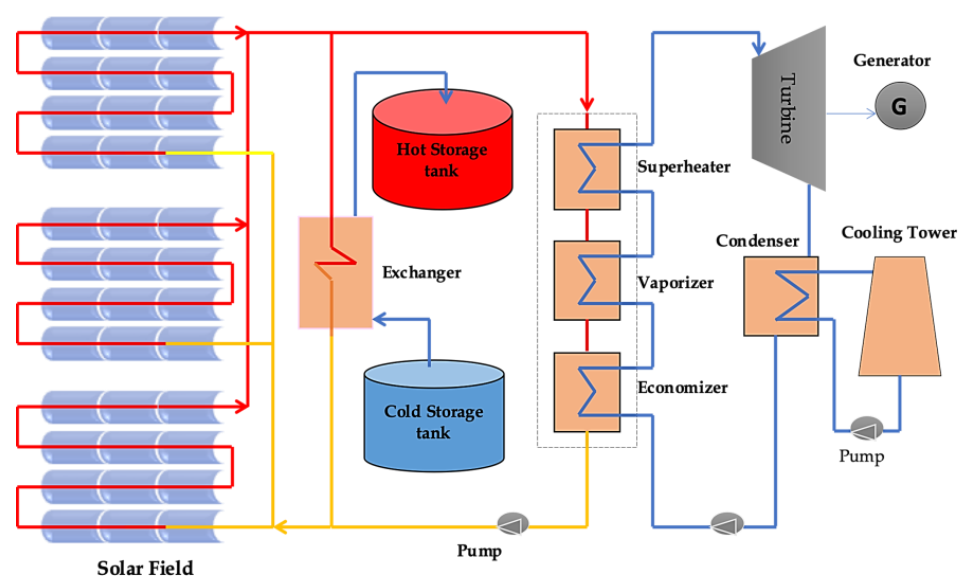 Generator
G
Turbine
Hot Storage
tank
Superheater
Condenser
Cooling Tower
Exchanger
Vaporizer
Cold Storage
tank
Economizer
Pump
Pump
Solar Field